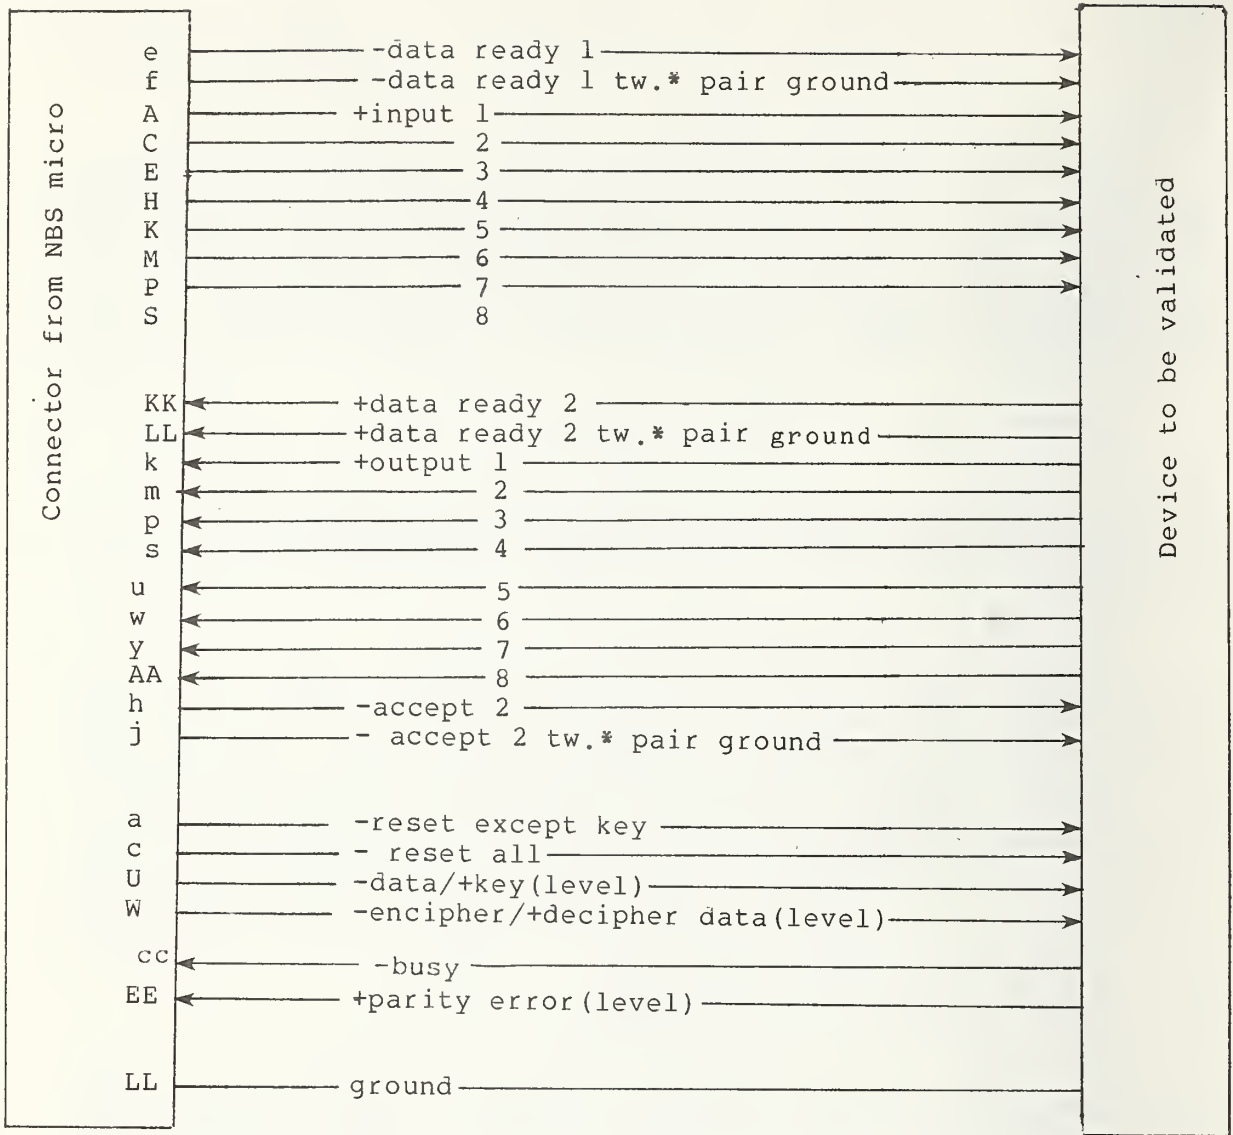 Connector from NBS micro
e -data ready 1
f -data ready 1 tw.* pair ground
A +input 1
C 2
E 3
H 4
K 5
M 6
P 7
S 8
KK +data ready 2
LL +data ready 2 tw.* pair ground
k +output 1
m 2
p 3
s 4
u 5
w 6
y 7
AA 8
h -accept 2
j - accept 2 tw.* pair ground
a -reset except key
c - reset all
U -data/+key(level)
W -encipher/+decipher data(level)
cc -busy
EE +parity error(level)
LL ground
Device to be validated